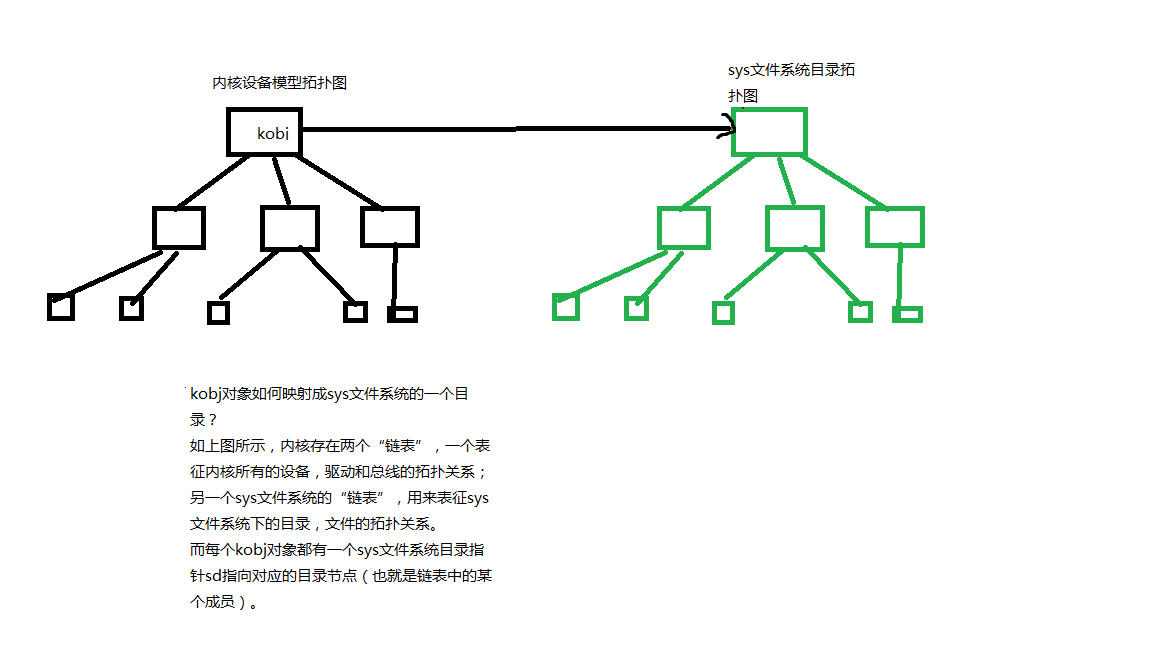 内核设备模型拓扑图
sys文件系统目录拓
扑图
kobj
kobj对象如何映射成sys文件系统的一个目
录？
如上图所示，内核存在两个“链表”，一个表
征内核所有的设备，驱动和总线的拓扑关系；
另一个sys文件系统的“链表”，用来表征sys
文件系统下的目录，文件的拓扑关系。
而每个kobj对象都有一个sys文件系统目录指
针sd指向对应的目录节点（也就是链表中的某
个成员）。